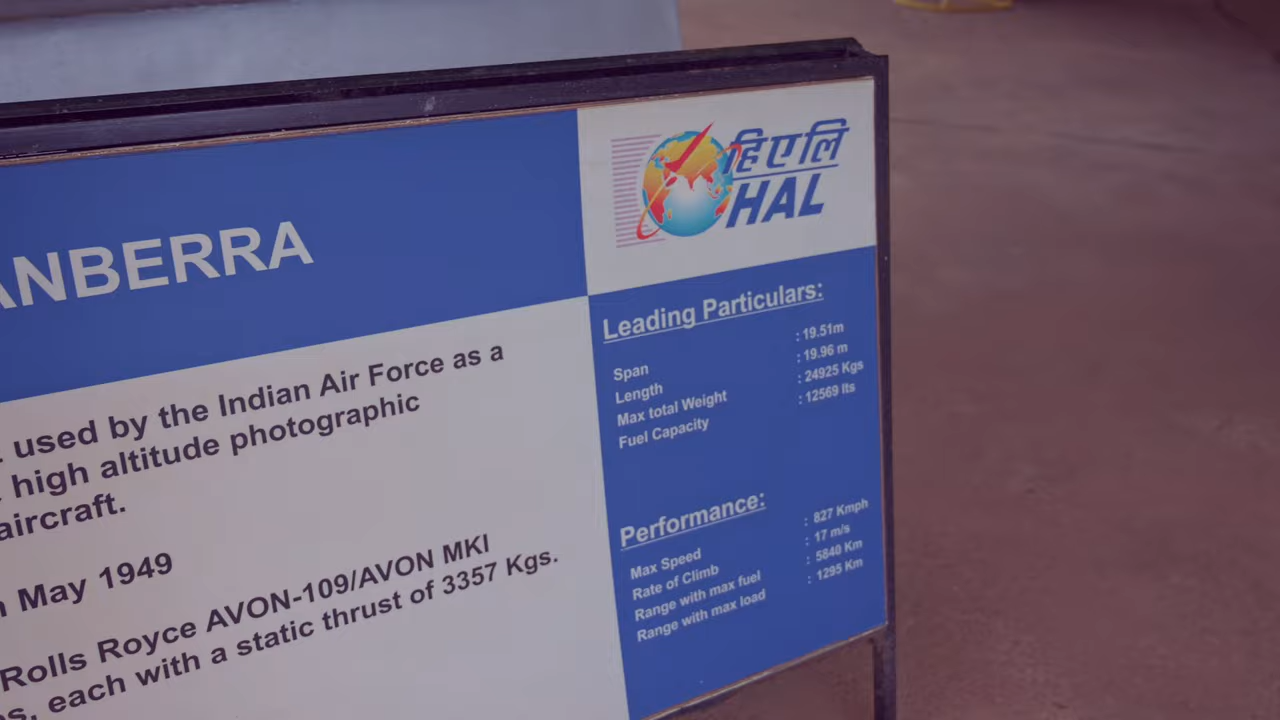 ANBERRA
हिएलि
HAL
used by the Indian Air Force as a
high altitude photographic
aircraft.
May 1949
Rolls Royce AVON-109/AVON MKI
each with a static thrust of 3357 Kgs.
Leading Particulars:
Span : 19.51m
Length : 19.96 m
Max total Weight : 24925 Kgs
Fuel Capacity : 12569 lts
Performance:
Max Speed : 827 Kmph
Rate of Climb : 17 m/s
Range with max fuel : 5840 Km
Range with max load : 1295 Km